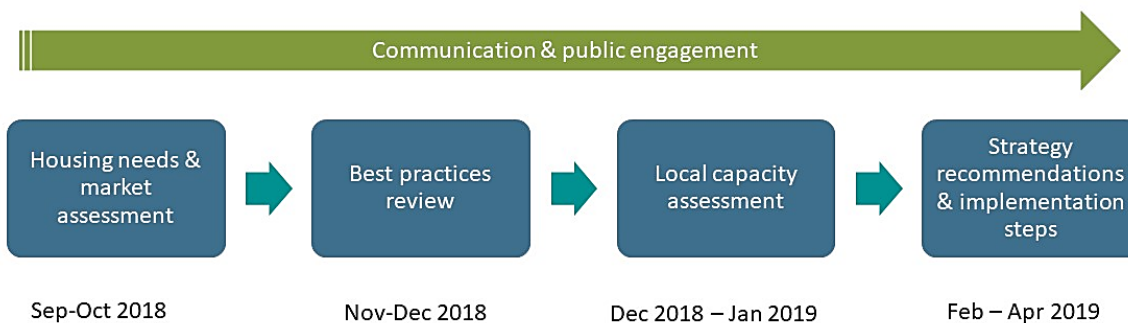 Communication & public engagement
Housing needs &
market
assessment
Best practices
review
Local capacity
assessment
Strategy
recommendations
& implementation
steps
Sep-Oct 2018
Nov-Dec 2018
Dec 2018 – Jan 2019
Feb – Apr 2019